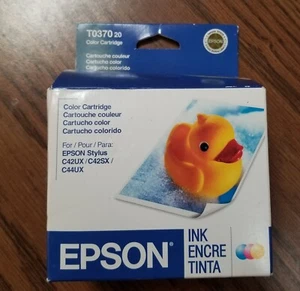 T0370 20
Color Cartridge
Cartouche couleur
Cartucho color
Cartucho colorido
Color Cartridge
Cartouche couleur
Cartucho color
Cartucho colorido
For / Pour / Para:
EPSON Stylus
C42UX / C42SX /
C44UX
EPSON
INK
ENCRE
TINTA